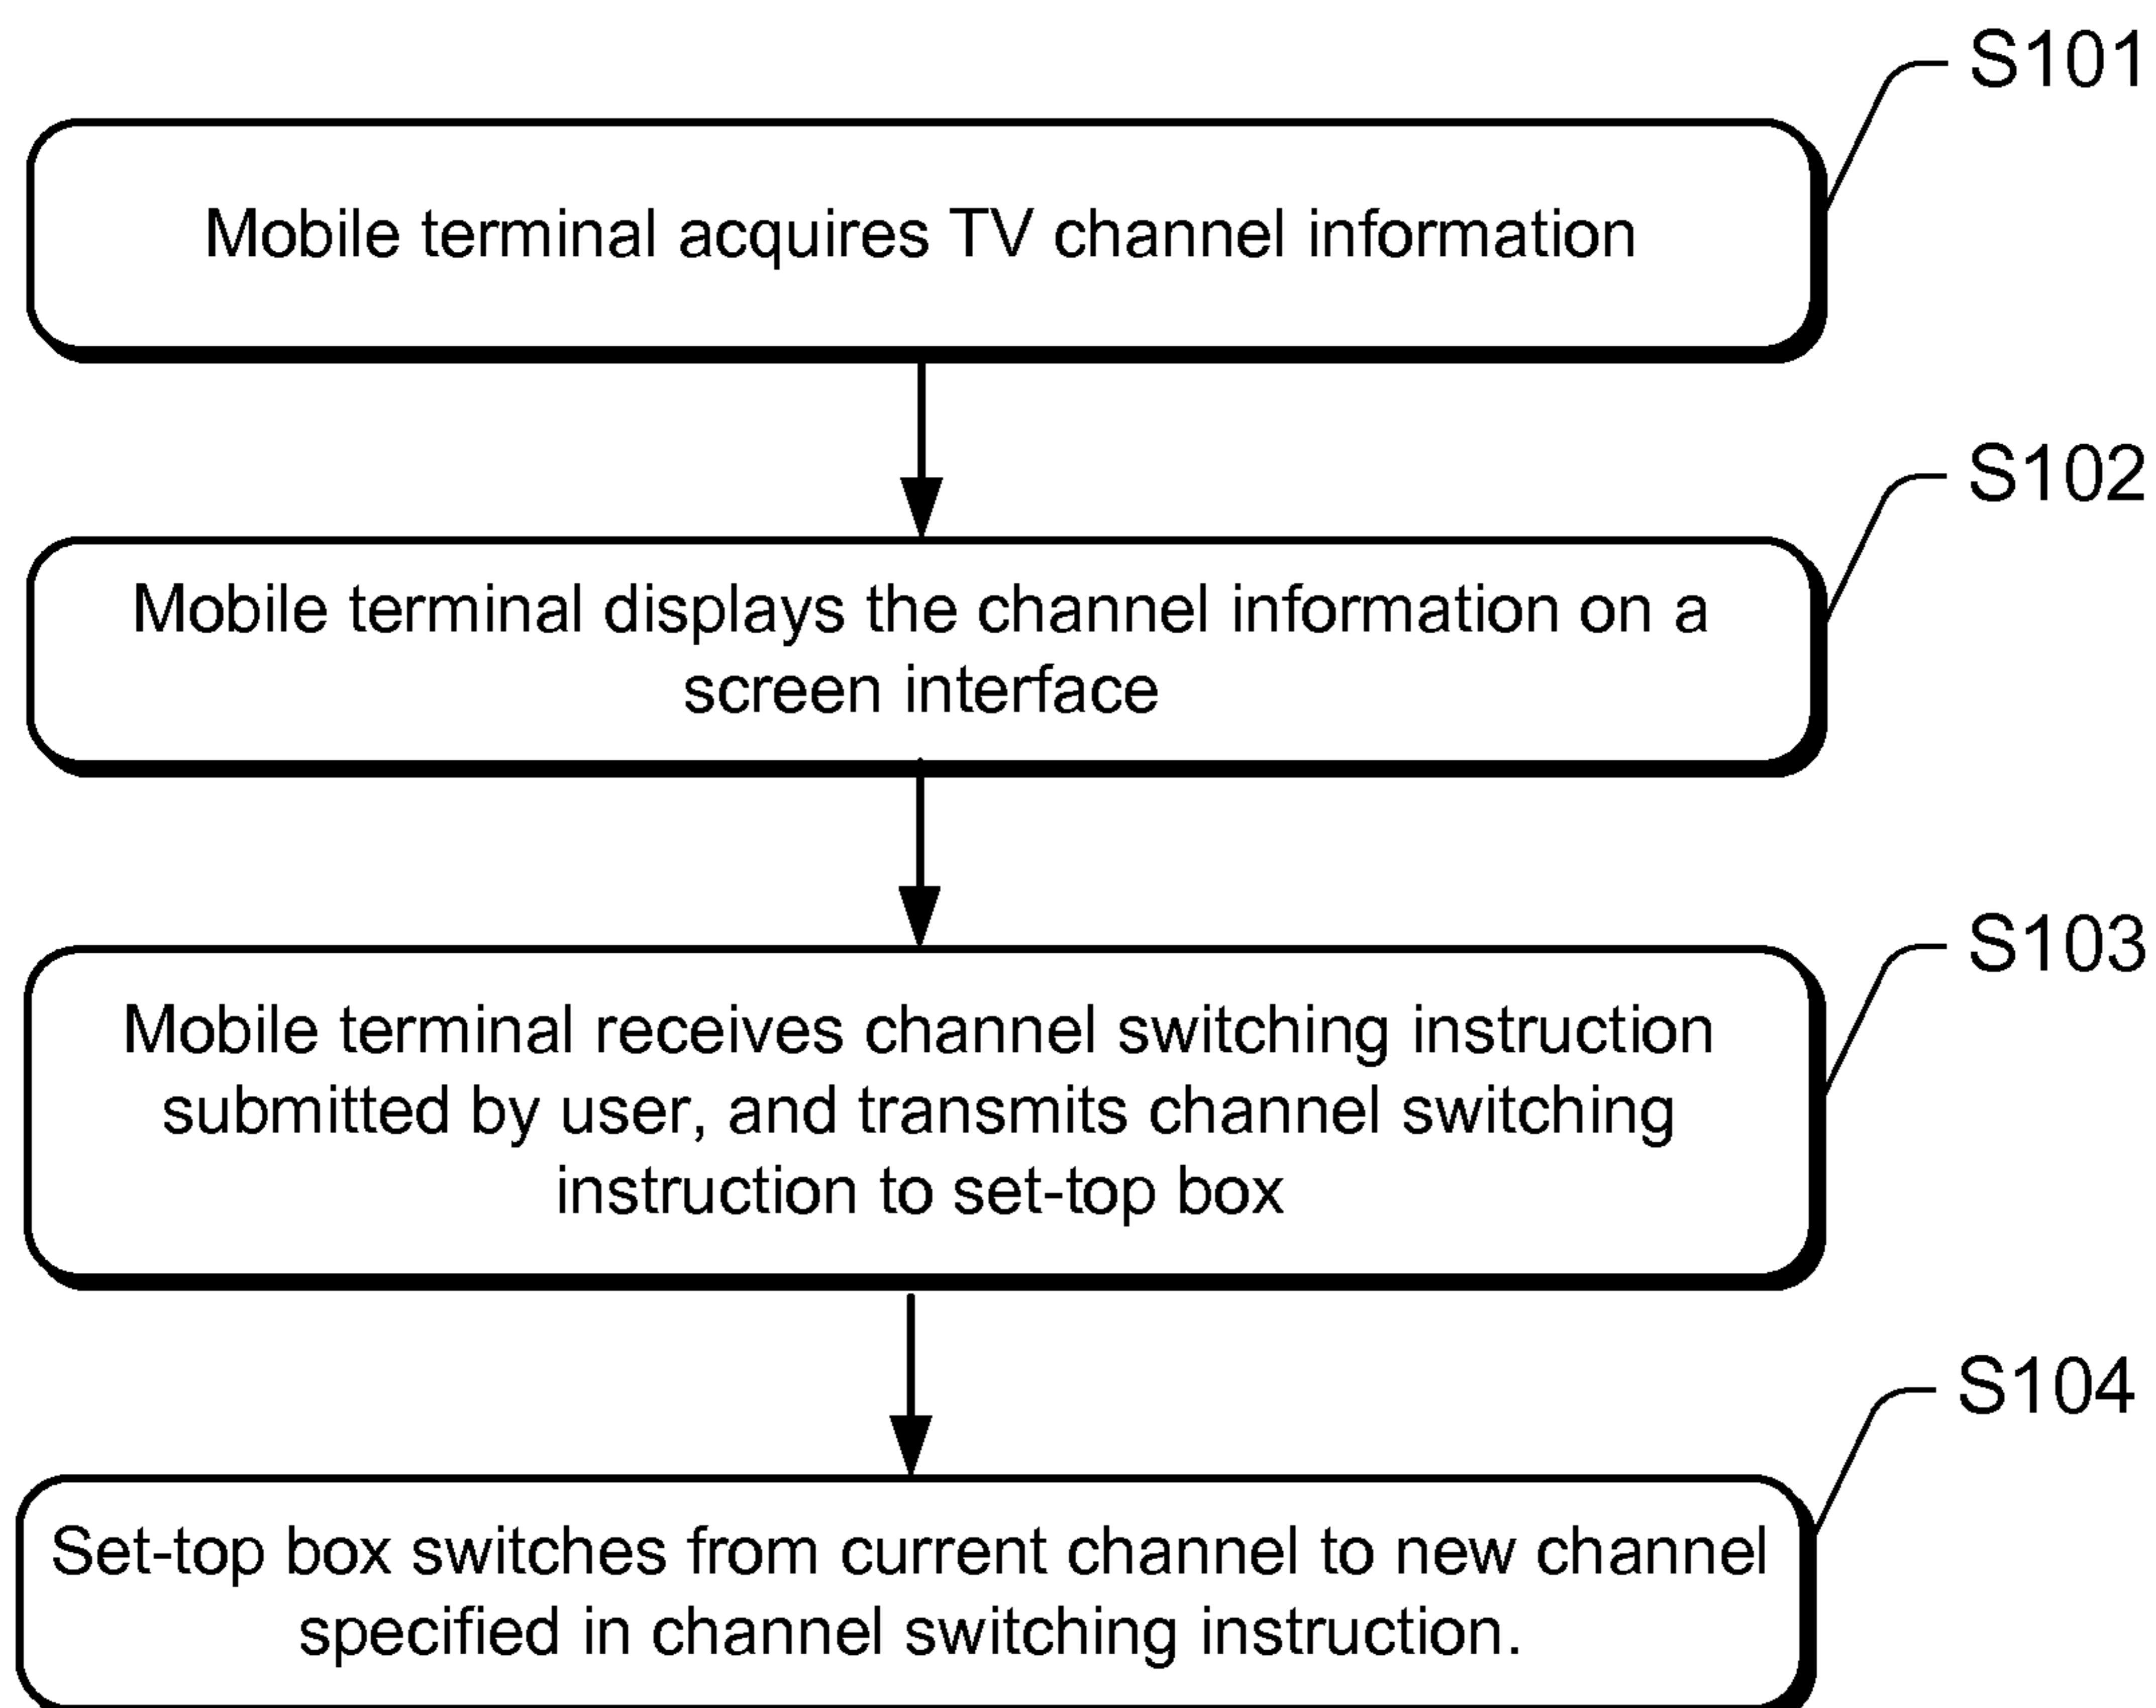 S101
Mobile terminal acquires TV channel information
S102
Mobile terminal displays the channel information on a
screen interface
S103
Mobile terminal receives channel switching instruction
submitted by user, and transmits channel switching
instruction to set-top box
S104
Set-top box switches from current channel to new channel
specified in channel switching instruction.